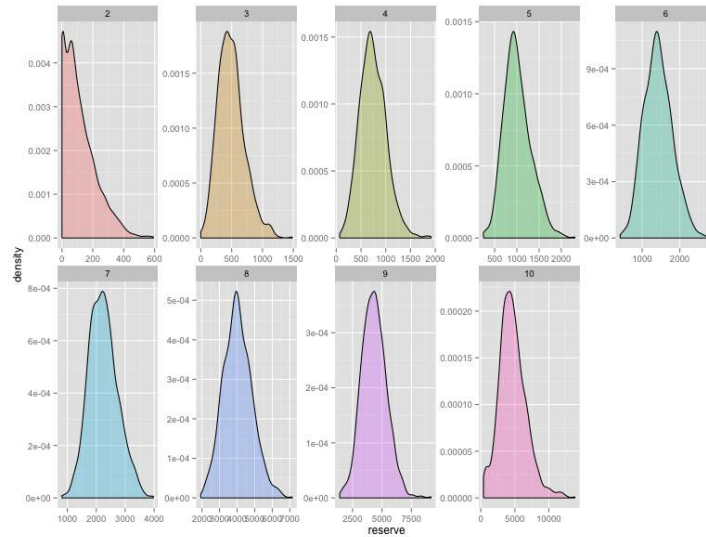 2
3
4
5
6
0.004
0.003
0.002
0.001
0.000
0.0015
0.0010
0.0005
0.0000
0.0015
0.0010
0.0005
0.0000
0.0015
0.0010
0.0005
0.0000
9e-04
6e-04
3e-04
0e+00
0 200 400 600
0 500 1000 1500
0 500 1000 1500 2000
500 1000 1500 2000
1000 2000
density
7
8
9
10
8e-04
6e-04
4e-04
2e-04
0e+00
5e-04
4e-04
3e-04
2e-04
1e-04
0e+00
3e-04
2e-04
1e-04
0e+00
0.00020
0.00015
0.00010
0.00005
0.00000
1000 2000 3000 4000
2000 3000 4000 5000 6000 7000
2500 5000 7500
0 5000 10000
reserve